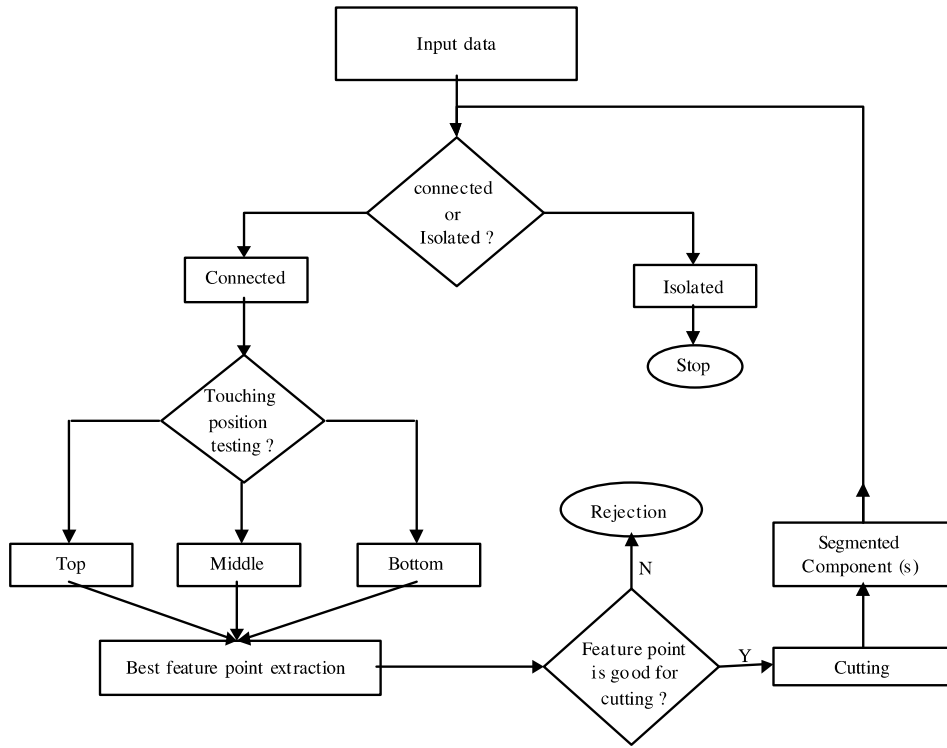 Input data
connected
or
Isolated ?
Connected
Isolated
Stop
Touching
position
testing ?
Top
Middle
Bottom
Best feature point extraction
Rejection
N
Feature point
is good for
cutting ?
Y
Cutting
Segmented
Component (s)